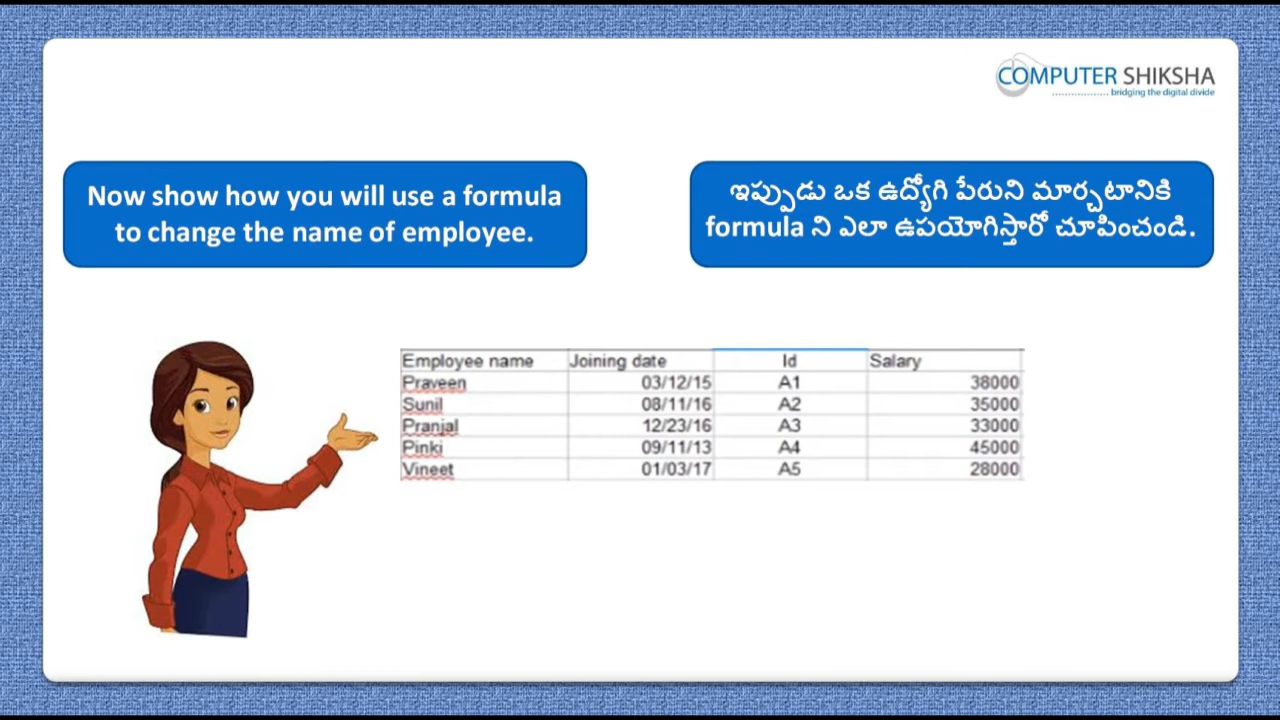 COMPUTER SHIKSHA
.................. bridging the digital divide
Now show how you will use a formula
to change the name of employee.
ఇప్పుడు ఒక ఉద్యోగి పేరుని మార్చటానికి
formula ని ఎలా ఉపయోగిస్తారో చూపించండి.
Employee name Joining date Id Salary
Praveen 03/12/15 A1 38000
Sunil 08/11/16 A2 35000
Pranjal 12/23/16 A3 33000
Pinki 09/11/13 A4 45000
Vineet 01/03/17 A5 28000